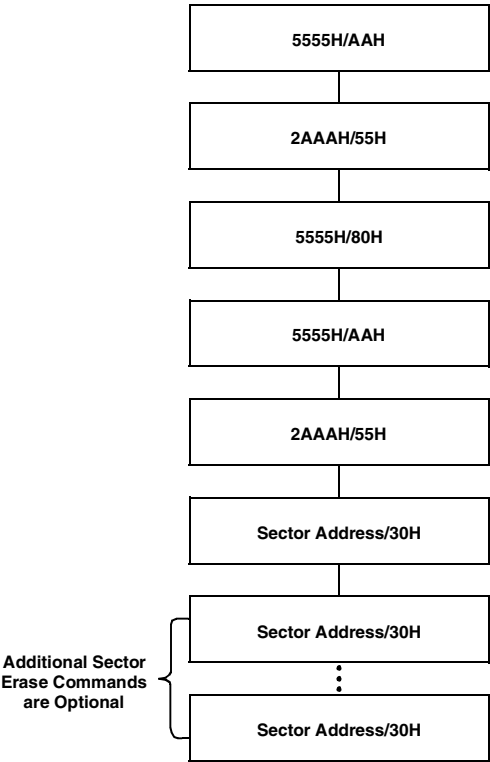 5555H/AAH
2AAAH/55H
5555H/80H
5555H/AAH
2AAAH/55H
Sector Address/30H
Sector Address/30H
Additional Sector
Erase Commands
are Optional
Sector Address/30H